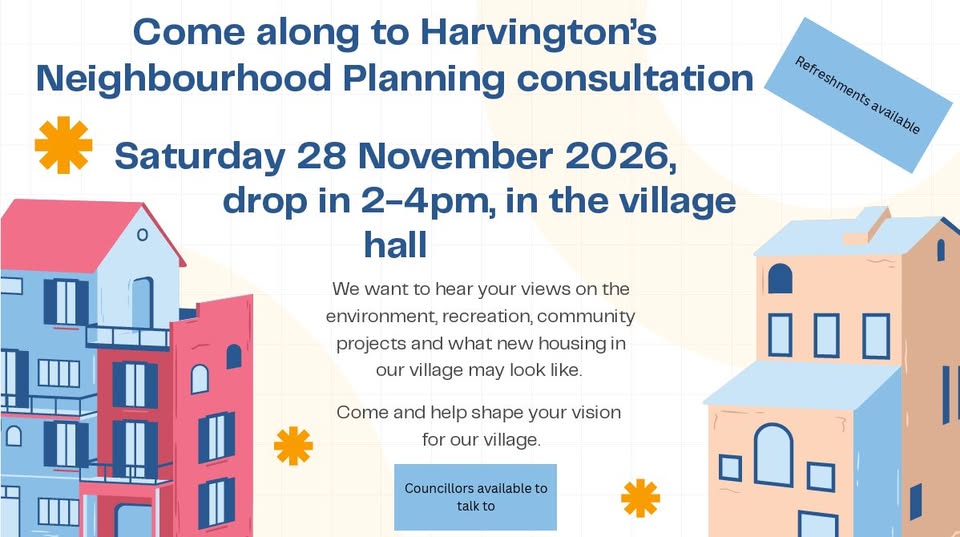 Come along to Harvington’s
Neighbourhood Planning consultation
Refreshments available
Saturday 28 November 2026,
drop in 2–4pm, in the village
hall
We want to hear your views on the
environment, recreation, community
projects and what new housing in
our village may look like.
Come and help shape your vision
for our village.
Councillors available to
talk to